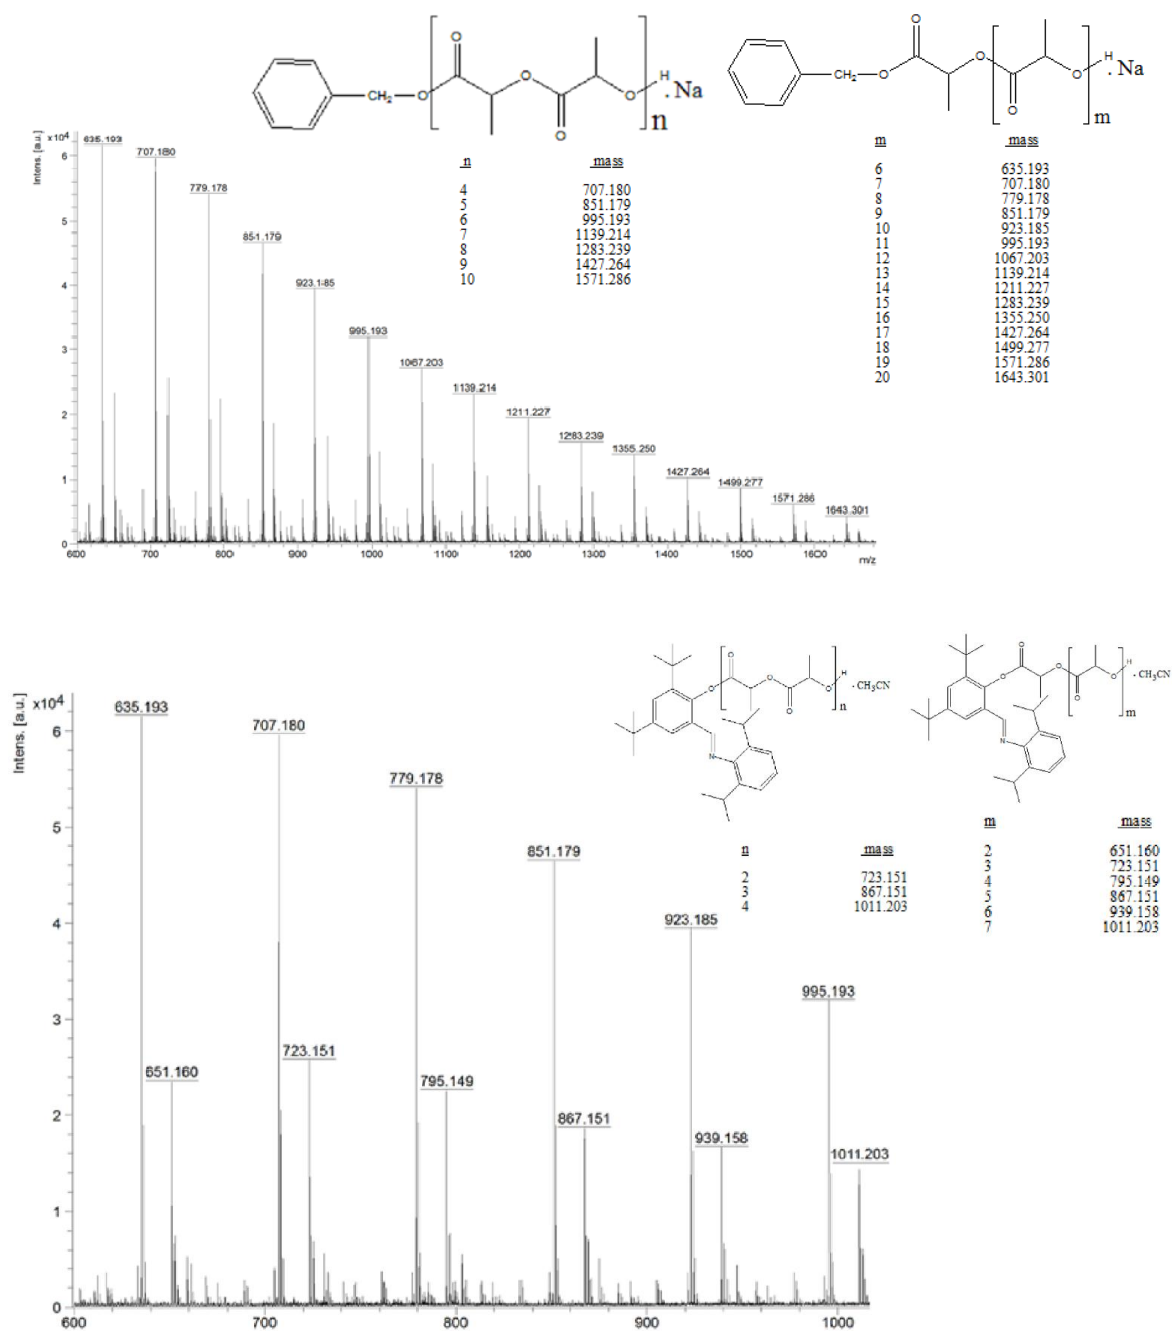 O
O
O
O
CH₂
O
n
H
.Na
O
O
O
O
CH₂
O
m
H
.Na
n mass
4 707.180
5 851.179
6 995.193
7 1139.214
8 1283.239
9 1427.264
10 1571.286
m mass
6 635.193
7 707.180
8 779.178
9 851.179
10 923.185
11 995.193
12 1067.203
13 1139.214
14 1211.227
15 1283.239
16 1355.250
17 1427.264
18 1499.277
19 1571.286
20 1643.301
Intens. [a.u.]
x10⁴
6
5
4
3
2
1
0
635.193
707.180
779.178
851.179
923.185
995.193
1067.203
1139.214
1211.227
1283.239
1355.250
1427.264
1499.277
1571.286
1643.301
600 700 800 900 1000 1100 1200 1300 1400 1500 1600
m/z
O
O
O
O
O
H
n
. CH₃CN
N
O
O
O
O
O
H
m
. CH₃CN
N
n mass
2 723.151
3 867.151
4 1011.203
m mass
2 651.160
3 723.151
4 795.149
5 867.151
6 939.158
7 1011.203
Intens. [a.u.]
x10⁴
6
5
4
3
2
1
0
635.193
651.160
707.180
723.151
779.178
795.149
851.179
867.151
923.185
939.158
995.193
1011.203
600 700 800 900 1000